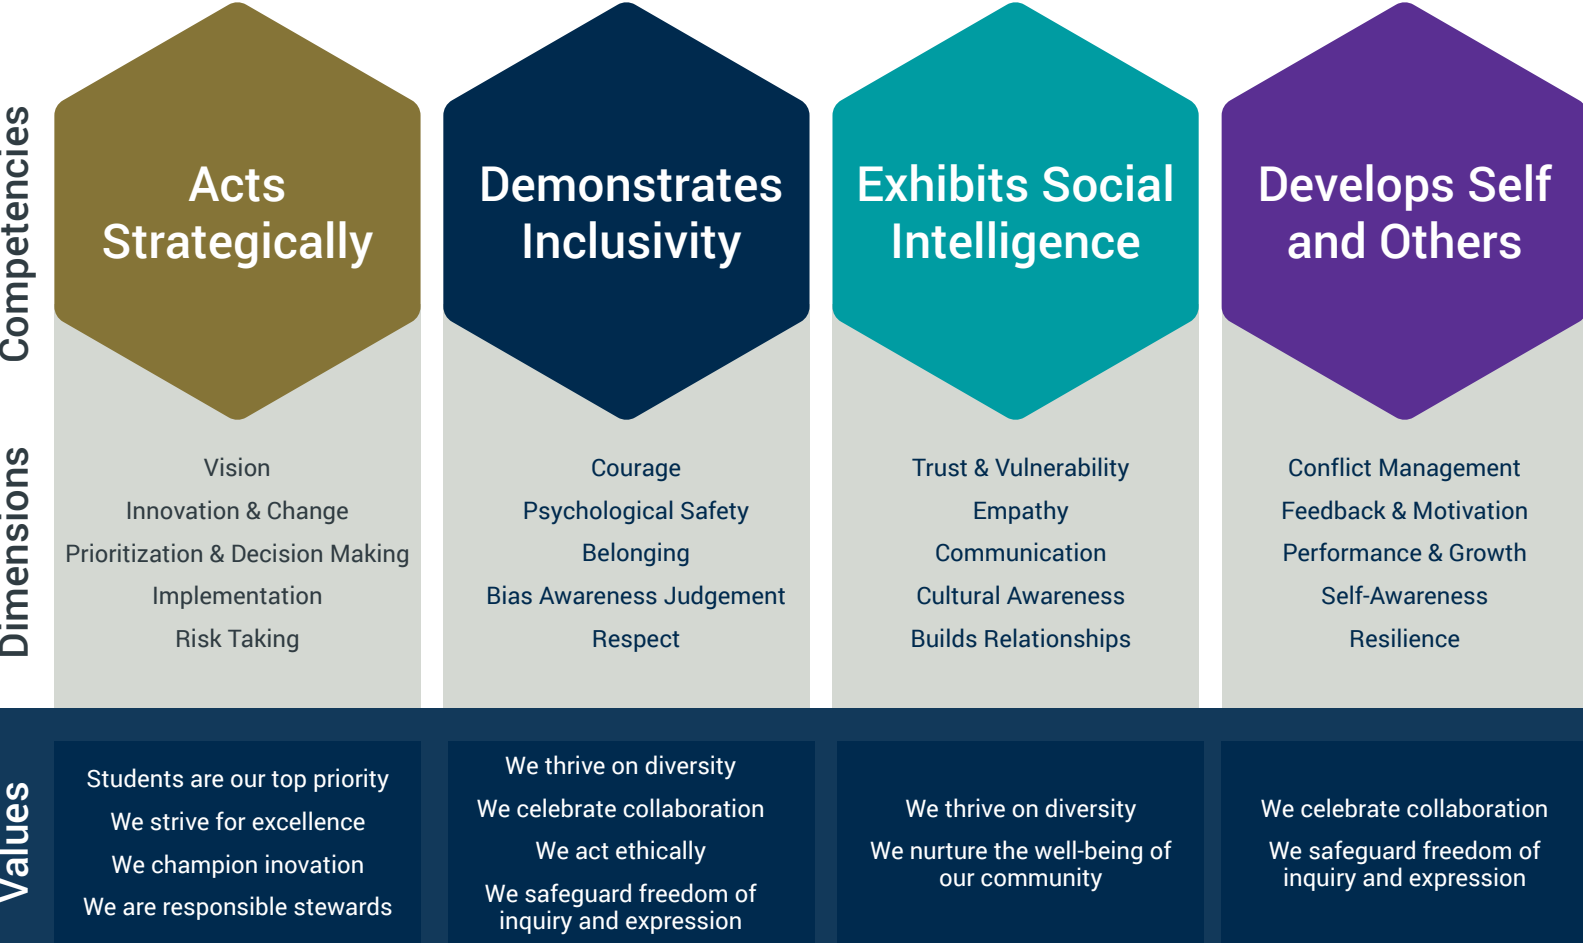 Competencies
Acts
Strategically
Demonstrates
Inclusivity
Exhibits Social
Intelligence
Develops Self
and Others
Dimensions
Vision
Innovation & Change
Prioritization & Decision Making
Implementation
Risk Taking
Courage
Psychological Safety
Belonging
Bias Awareness Judgement
Respect
Trust & Vulnerability
Empathy
Communication
Cultural Awareness
Builds Relationships
Conflict Management
Feedback & Motivation
Performance & Growth
Self-Awareness
Resilience
Values
Students are our top priority
We strive for excellence
We champion inovation
We are responsible stewards
We thrive on diversity
We celebrate collaboration
We act ethically
We safeguard freedom of
inquiry and expression
We thrive on diversity
We nurture the well-being of
our community
We celebrate collaboration
We safeguard freedom of
inquiry and expression